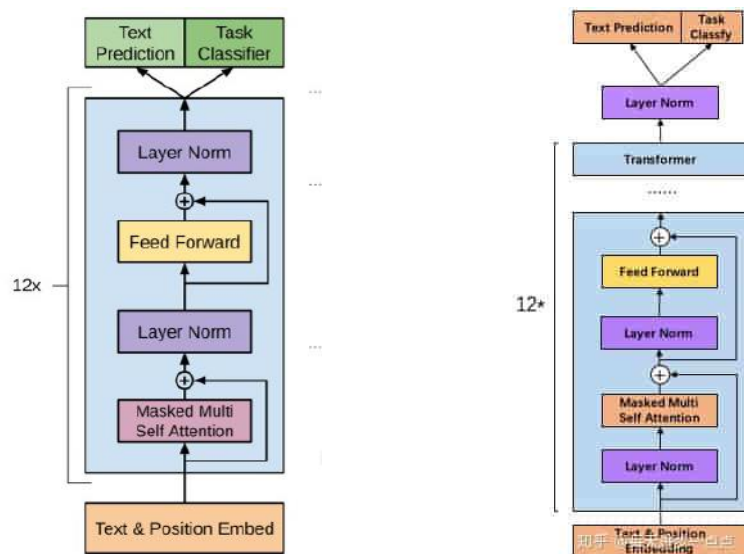 Text
Prediction
Task
Classifier
Layer Norm
Feed Forward
12x
Layer Norm
Masked Multi
Self Attention
Text & Position Embed
...
...
...
Text Prediction
Task
Classfy
Layer Norm
Transformer
......
Feed Forward
12*
Layer Norm
Masked Multi
Self Attention
Layer Norm
Text & Position
Embedding
知乎